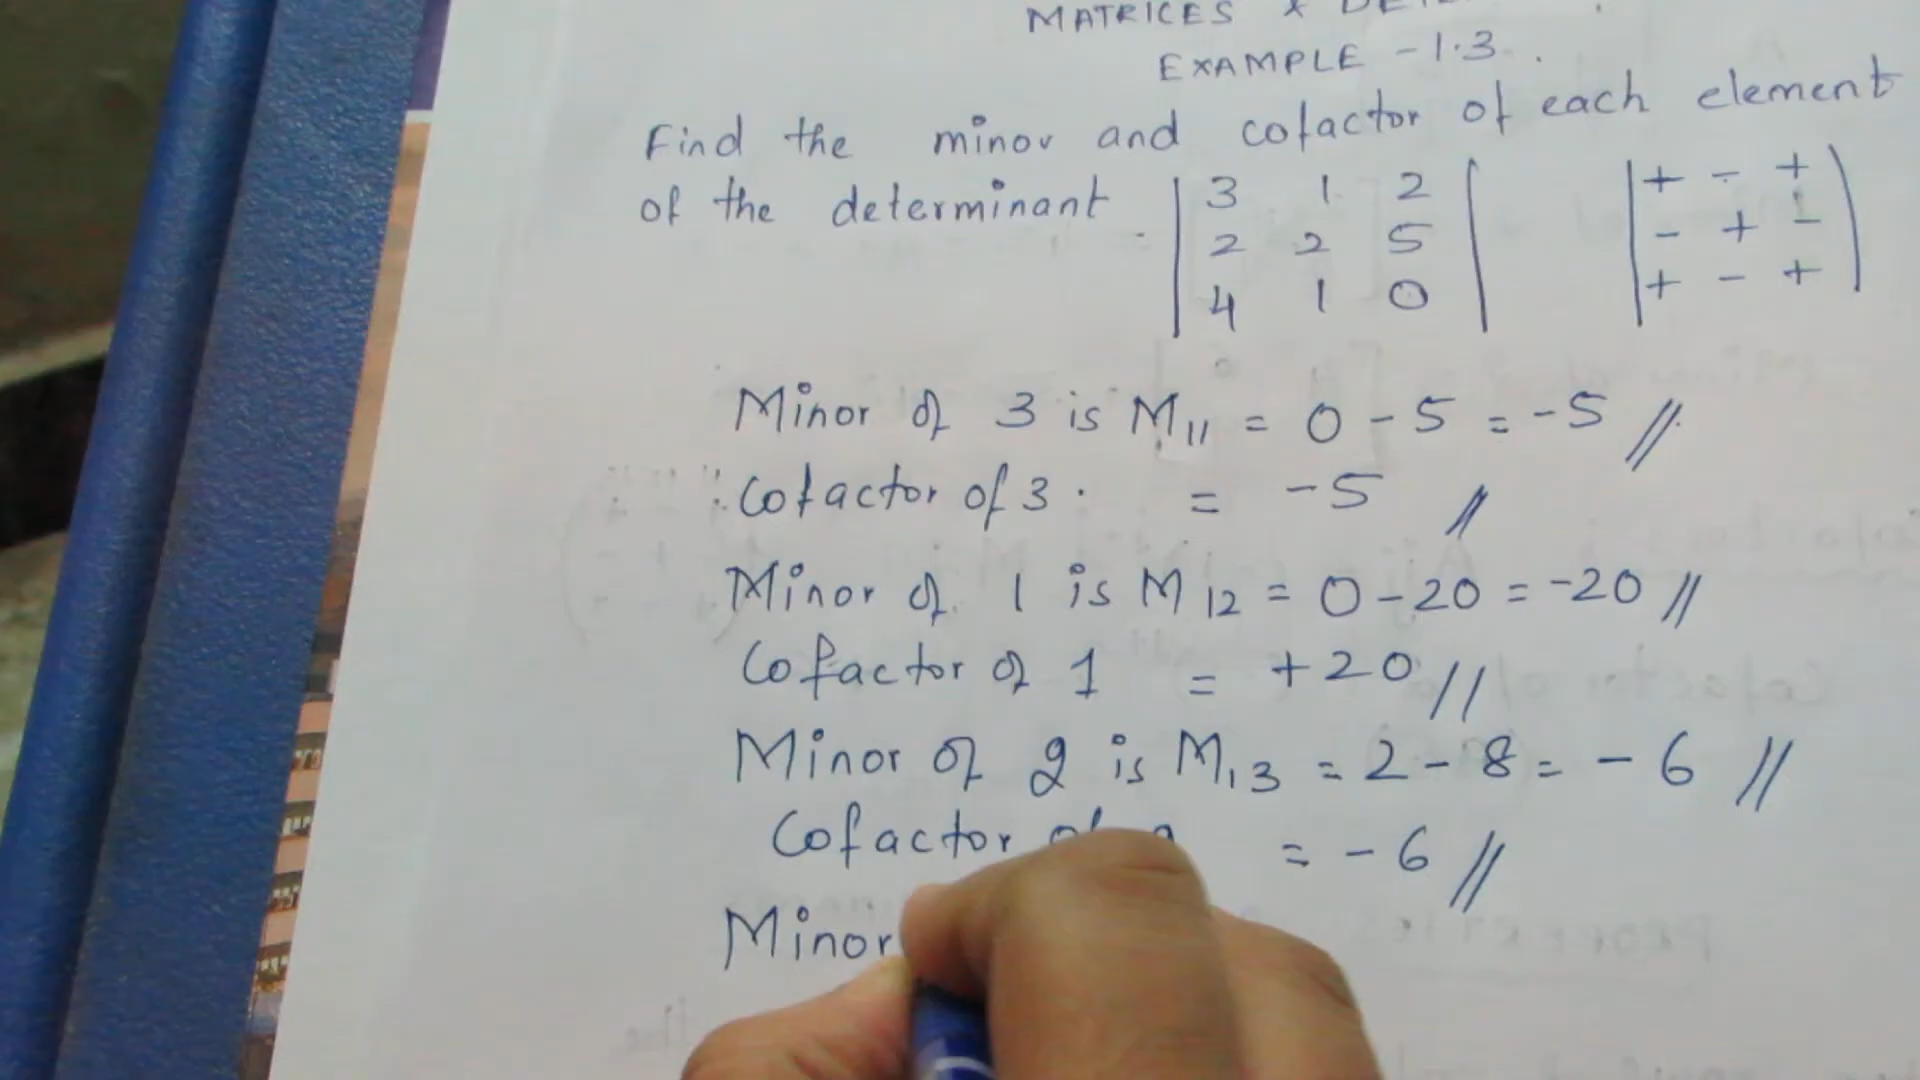 MATRICES &
EXAMPLE - 1.3.
Find the minor and cofactor of each element
of the determinant | 3 1 2 | | + - + |
| 2 2 5 | | - + - |
| 4 1 0 | | + - + |
Minor of 3 is M11 = 0 - 5 = -5 //
Cofactor of 3 = -5 //
Minor of 1 is M12 = 0 - 20 = -20 //
Cofactor of 1 = +20 //
Minor of 2 is M13 = 2 - 8 = -6 //
Cofactor = -6 //
Minor